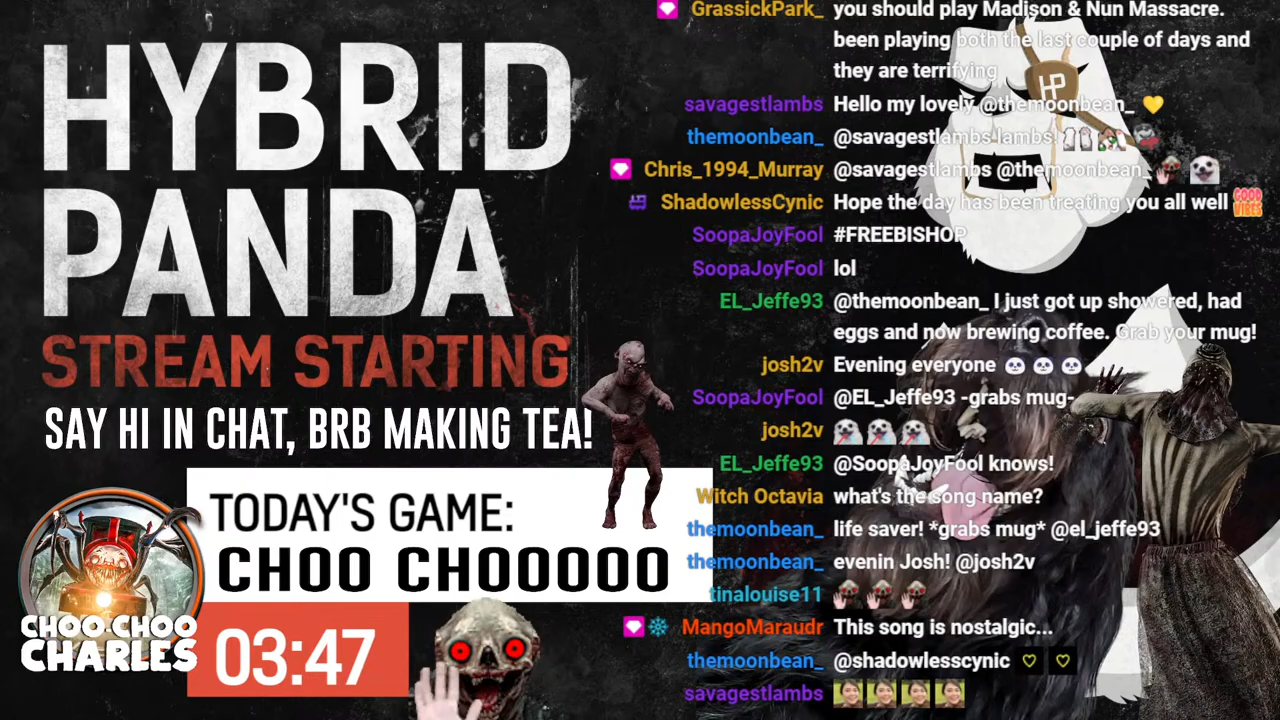 HYBRID
PANDA
STREAM STARTING
SAY HI IN CHAT, BRB MAKING TEA!
TODAY'S GAME:
CHOO CHOOOOO
CHOO-CHOO
CHARLES
03:47
HP
GrassickPark_ you should play Madison & Nun Massacre.
been playing both the last couple of days and
they are terrifying
savagestlambs Hello my lovely @themoonbean_
themoonbean_ @savagestlambs lambs!
Chris_1994_Murray @savagestlambs @themoonbean_
ShadowlessCynic Hope the day has been treating you all well GOOD VIBES
SoopaJoyFool #FREEBISHOP
SoopaJoyFool lol
EL_Jeffe93 @themoonbean_ I just got up showered, had
eggs and now brewing coffee. Grab your mug!
josh2v Evening everyone
SoopaJoyFool @EL_Jeffe93 -grabs mug-
josh2v
EL_Jeffe93 @SoopaJoyFool knows!
Witch Octavia what's the song name?
themoonbean_ life saver! *grabs mug* @el_jeffe93
themoonbean_ evenin Josh! @josh2v
tinalouise11
MangoMaraudr This song is nostalgic...
themoonbean_ @shadowlesscynic
savagestlambs